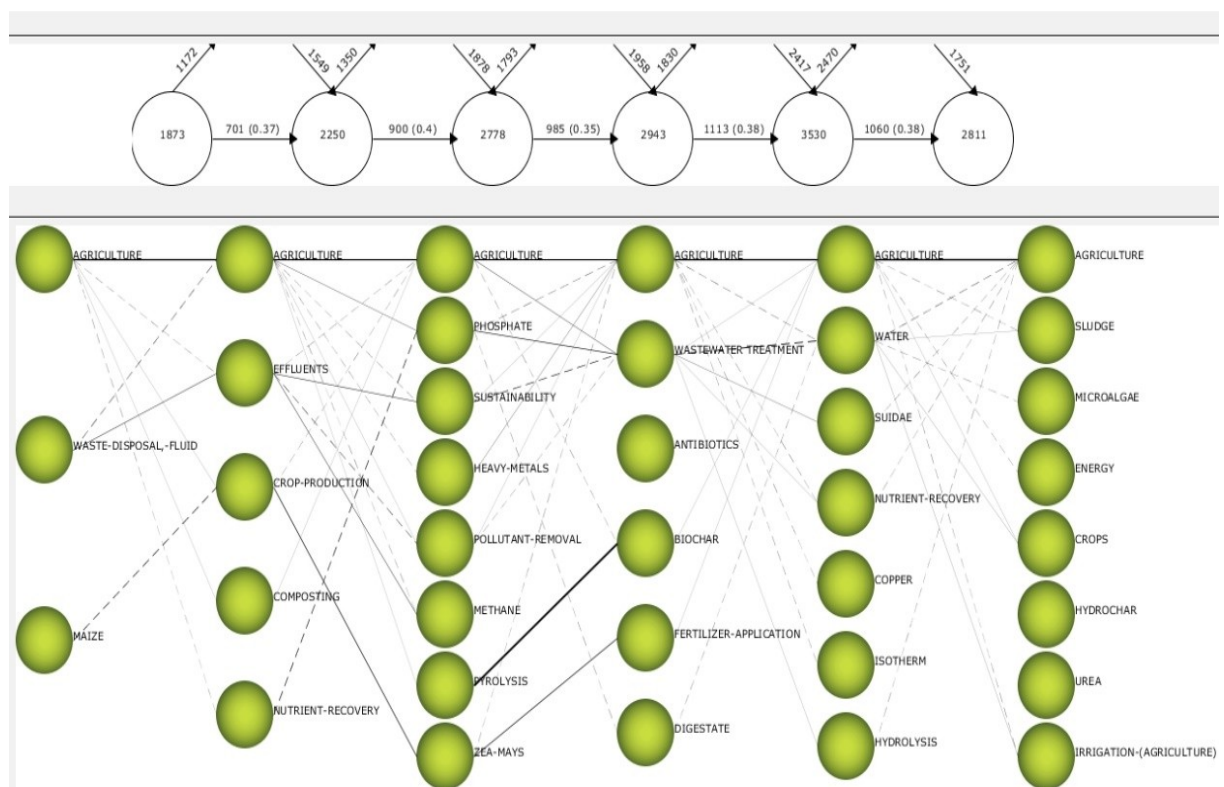 1172
1549
1350
1878
1793
1958
1830
2417
2470
1751
1873
701 (0.37)
2250
900 (0.4)
2778
985 (0.35)
2943
1113 (0.38)
3530
1060 (0.38)
2811
AGRICULTURE
WASTE-DISPOSAL,-FLUID
MAIZE
AGRICULTURE
EFFLUENTS
CROP-PRODUCTION
COMPOSTING
NUTRIENT-RECOVERY
AGRICULTURE
PHOSPHATE
SUSTAINABILITY
HEAVY-METALS
POLLUTANT-REMOVAL
METHANE
PYROLYSIS
ZEA-MAYS
AGRICULTURE
WASTEWATER TREATMENT
ANTIBIOTICS
BIOCHAR
FERTILIZER-APPLICATION
DIGESTATE
AGRICULTURE
WATER
SUIDAE
NUTRIENT-RECOVERY
COPPER
ISOTHERM
HYDROLYSIS
AGRICULTURE
SLUDGE
MICROALGAE
ENERGY
CROPS
HYDROCHAR
UREA
IRRIGATION-(AGRICULTURE)